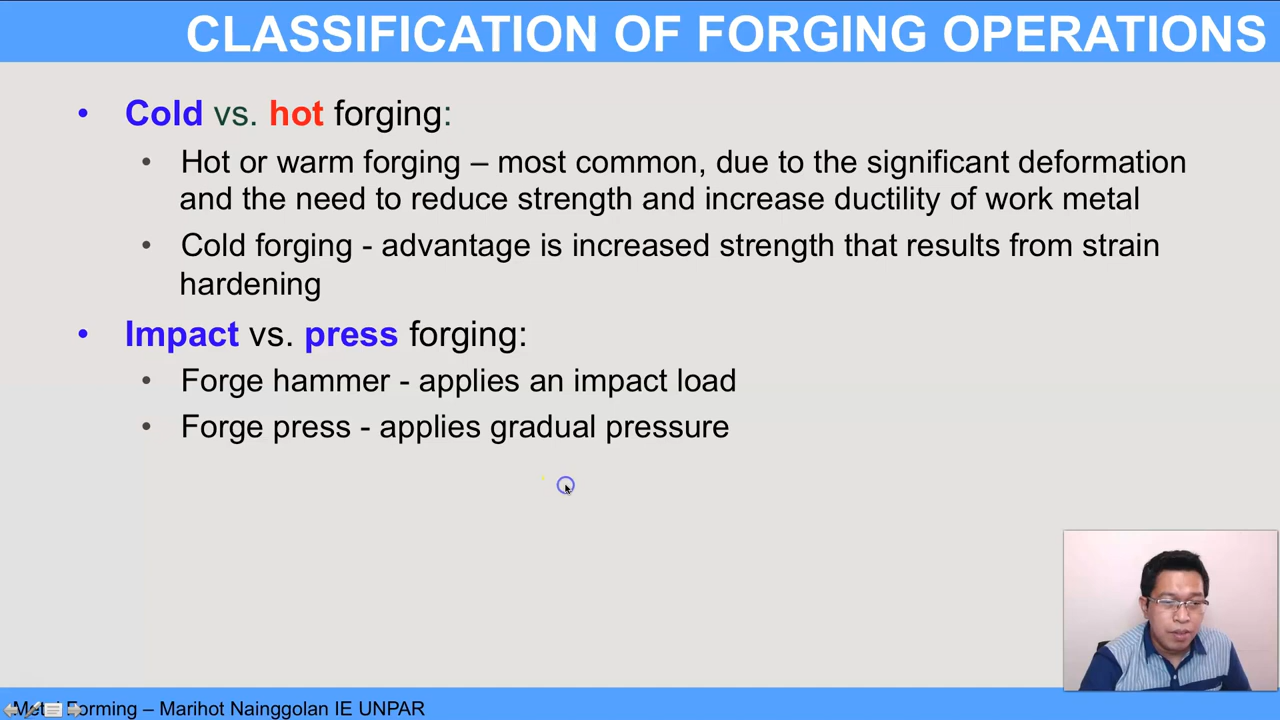 CLASSIFICATION OF FORGING OPERATIONS
• Cold vs. hot forging:
• Hot or warm forging – most common, due to the significant deformation
and the need to reduce strength and increase ductility of work metal
• Cold forging - advantage is increased strength that results from strain
hardening
• Impact vs. press forging:
• Forge hammer - applies an impact load
• Forge press - applies gradual pressure
Metal Forming – Marihot Nainggolan IE UNPAR